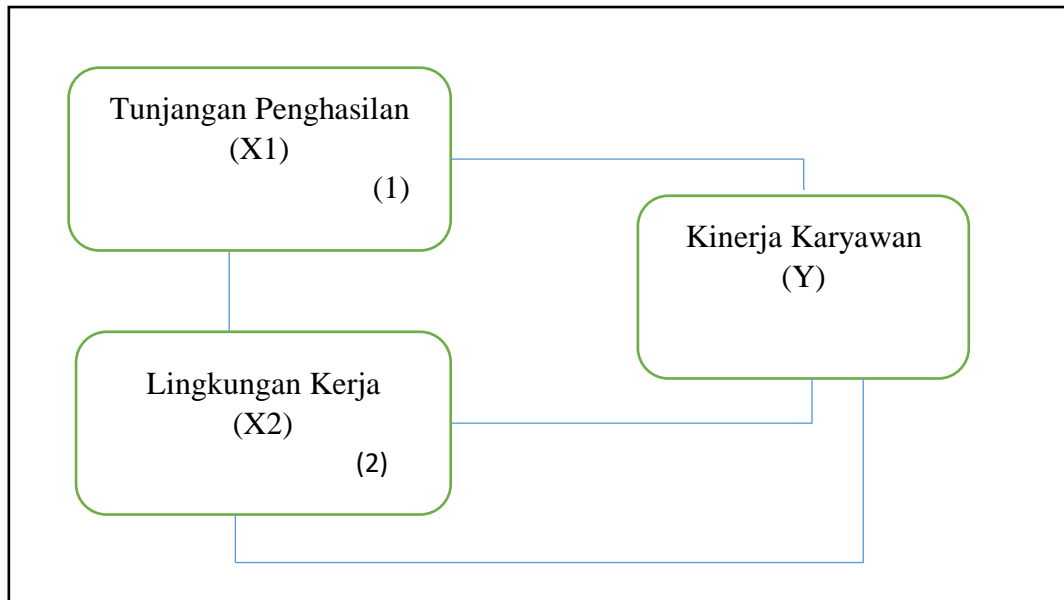 Tunjangan Penghasilan
(X1)
(1)
Kinerja Karyawan
(Y)
Lingkungan Kerja
(X2)
(2)